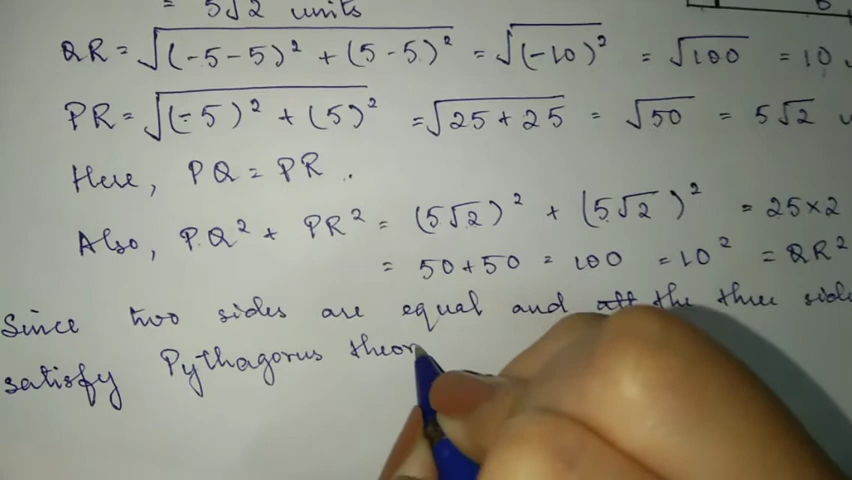 = 5√2 units
QR = √(-5-5)² + (5-5)² = √(-10)² = √100 = 10
PR = √(-5)² + (5)² = √25+25 = √50 = 5√2
Here, PQ = PR.
Also, PQ² + PR² = (5√2)² + (5√2)² = 25×2
= 50+50 = 100 = 10² = QR²
Since two sides are equal and the three side
satisfy Pythagorus theor